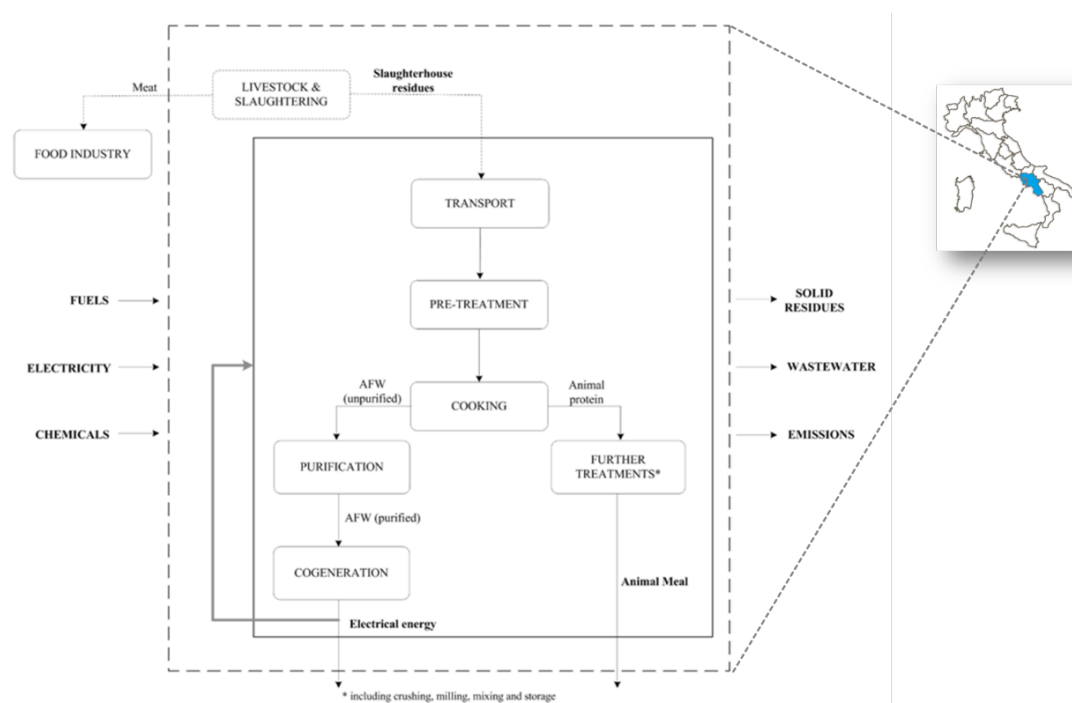 Slaughterhouse
residues
Meat
LIVESTOCK &
SLAUGHTERING
FOOD INDUSTRY
TRANSPORT
FUELS
PRE-TREATMENT
SOLID
RESIDUES
ELECTRICITY
WASTEWATER
AFW
(unpurified)
COOKING
Animal
protein
CHEMICALS
EMISSIONS
PURIFICATION
FURTHER
TREATMENTS*
AFW (purified)
COGENERATION
Animal Meal
Electrical energy
* including crushing, milling, mixing and storage